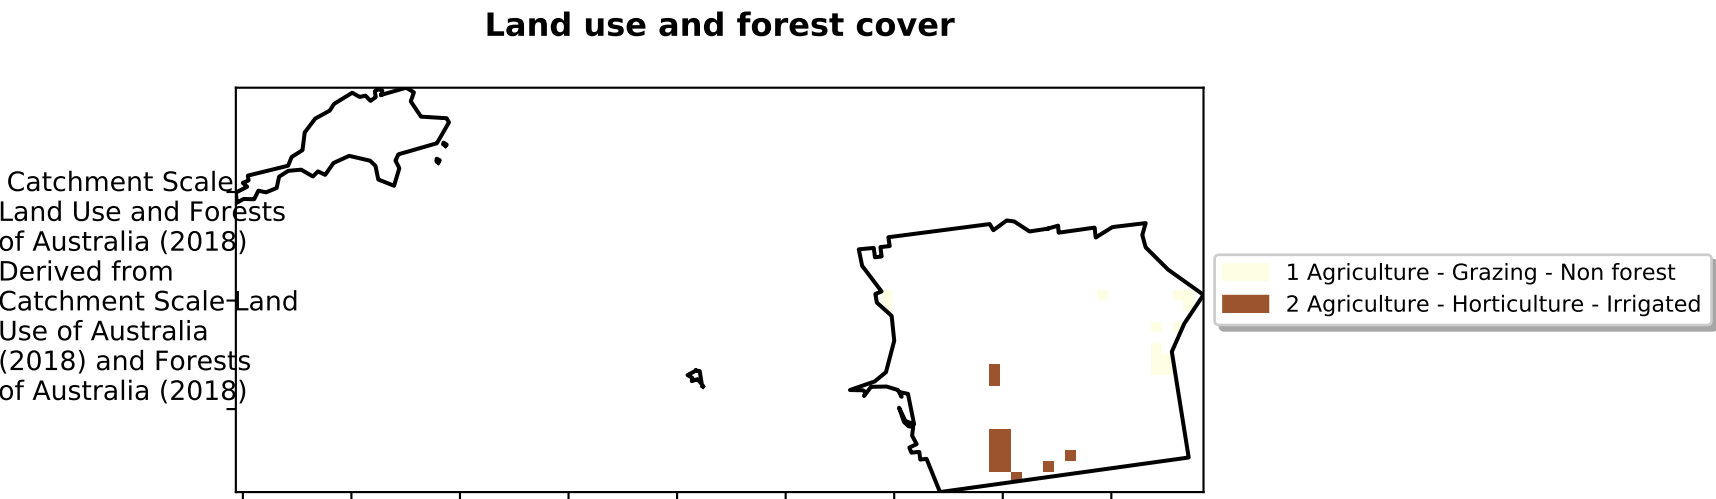 Land use and forest cover
Catchment Scale
Land Use and Forests
of Australia (2018)
Derived from
Catchment Scale Land
Use of Australia
(2018) and Forests
of Australia (2018)
1 Agriculture - Grazing - Non forest
2 Agriculture - Horticulture - Irrigated